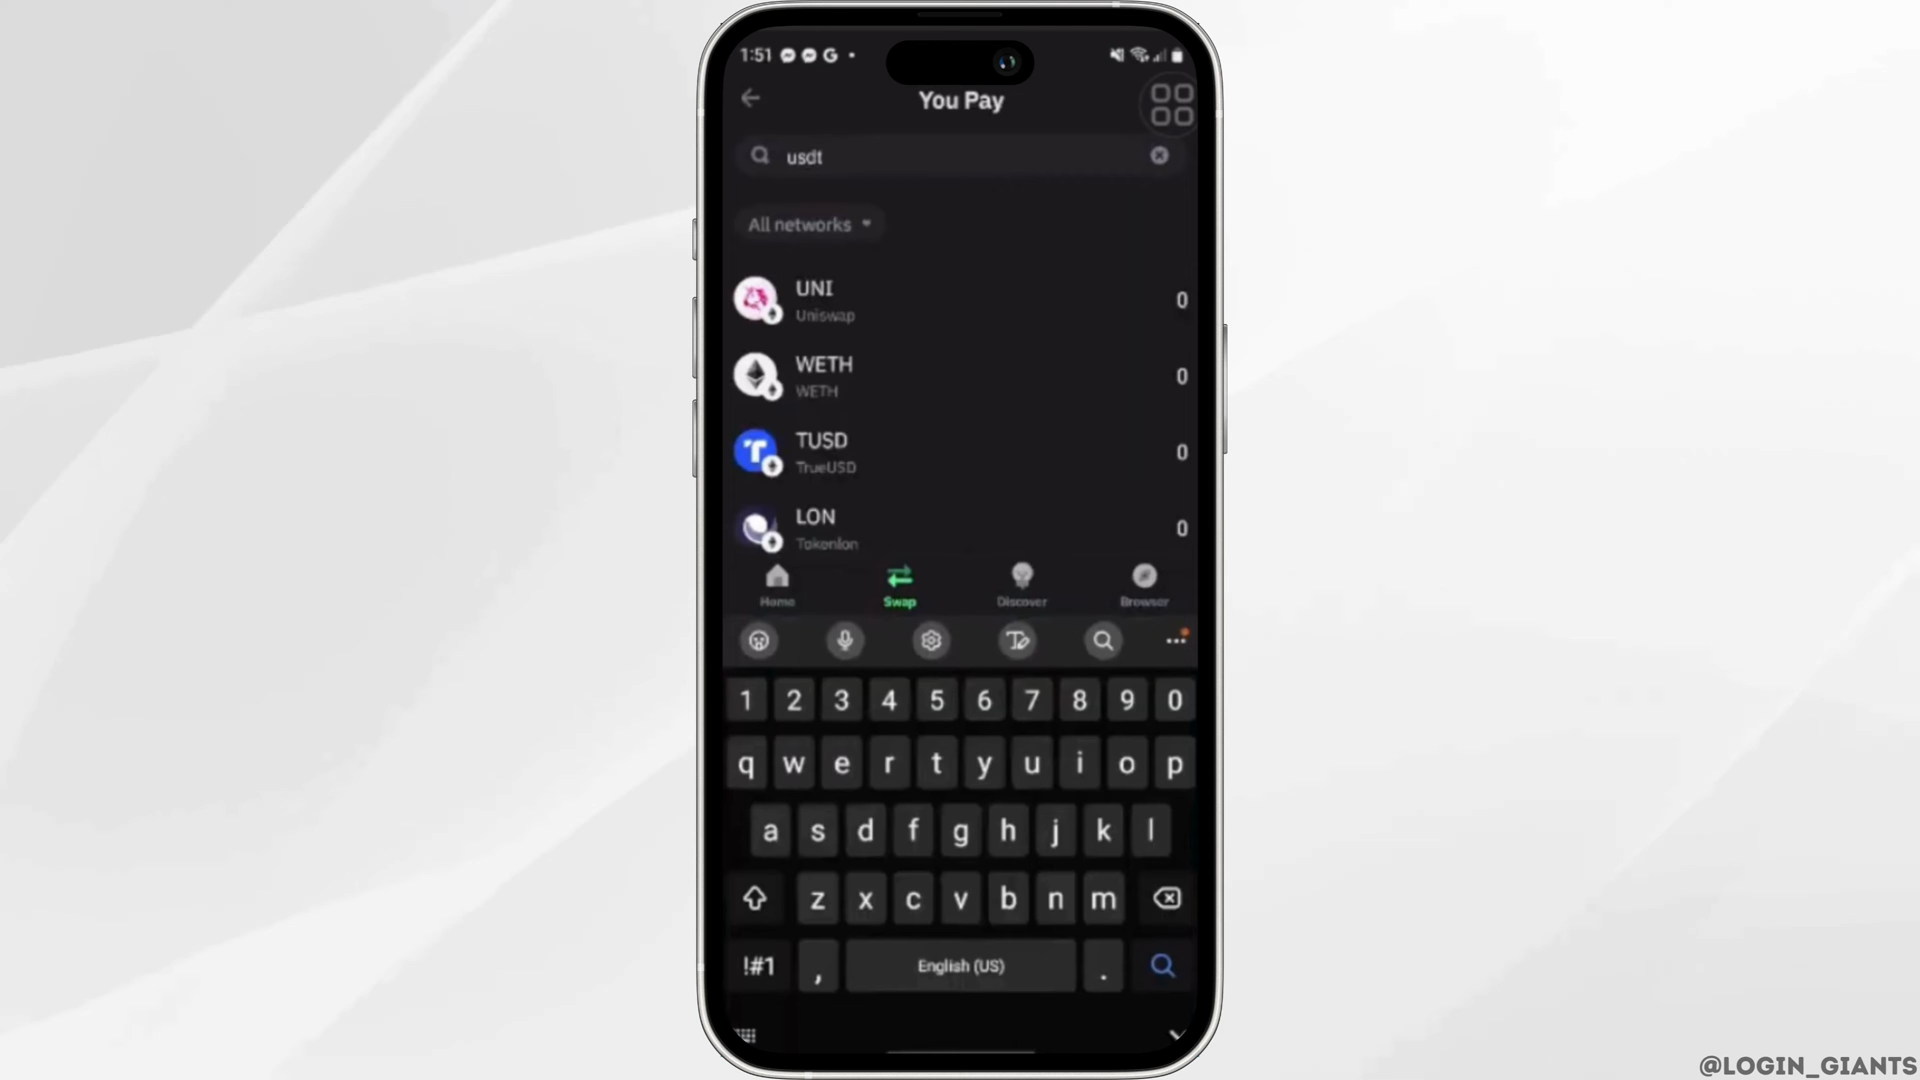 1:51
You Pay
usdt
All networks
UNI
Uniswap
0
WETH
WETH
0
TUSD
TrueUSD
0
LON
Tokenlon
0
Home Swap Discover Browser
1 2 3 4 5 6 7 8 9 0
q w e r t y u i o p
a s d f g h j k l
z x c v b n m
!#1 , English (US) .
@LOGIN_GIANTS